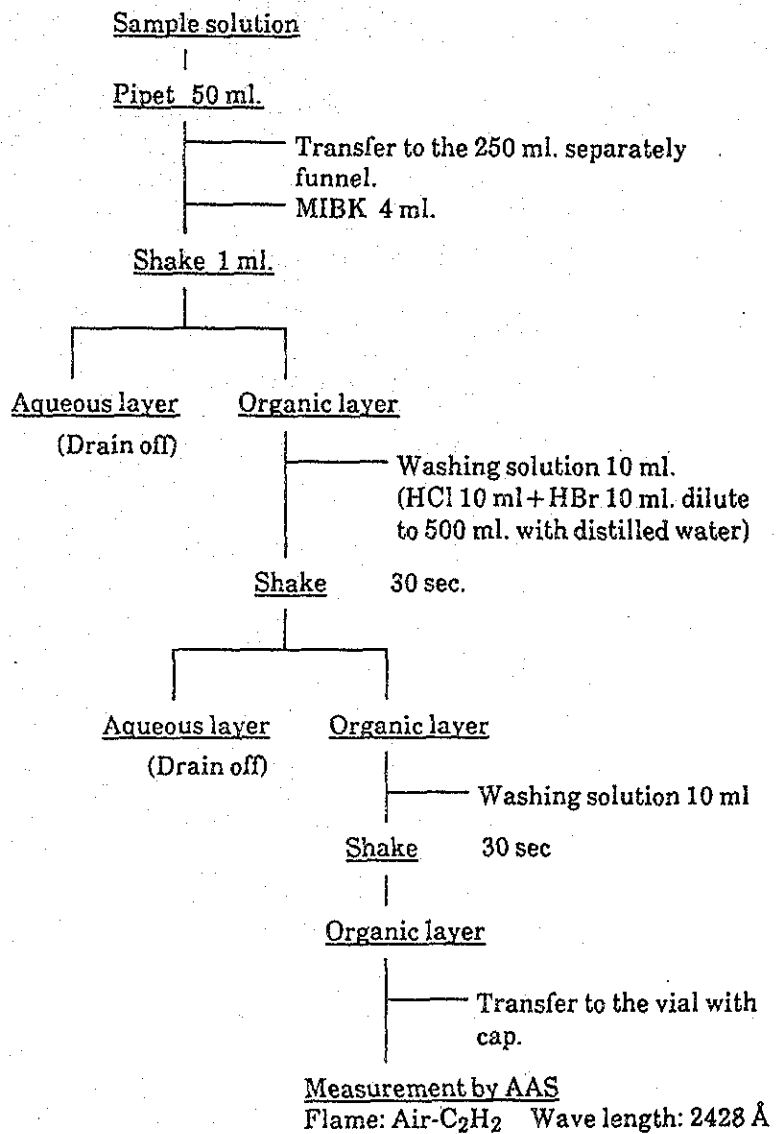 Sample solution
Pipet 50 ml.
Transfer to the 250 ml. separately
funnel.
MIBK 4 ml.
Shake 1 ml.
Aqueous layer Organic layer
(Drain off)
Washing solution 10 ml.
(HCl 10 ml+HBr 10 ml. dilute
to 500 ml. with distilled water)
Shake 30 sec.
Aqueous layer Organic layer
(Drain off)
Washing solution 10 ml
Shake 30 sec
Organic layer
Transfer to the vial with
cap.
Measurement by AAS
Flame: Air-C₂H₂ Wave length: 2428 Å